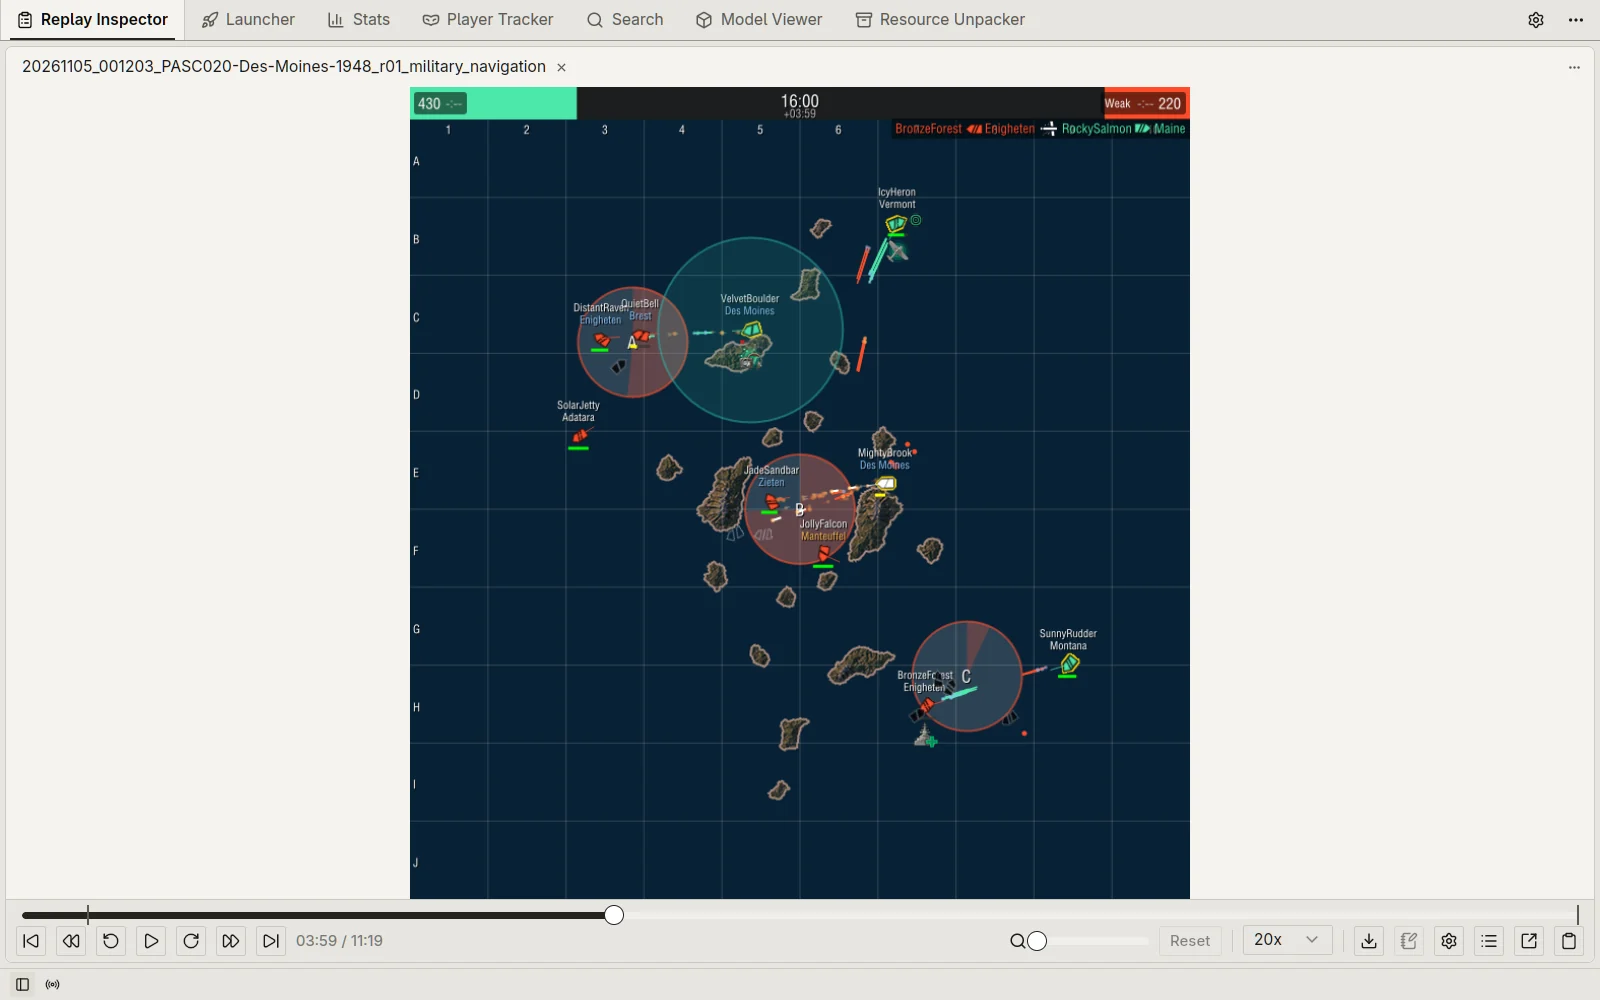 Replay Inspector
Launcher
Stats
Player Tracker
Search
Model Viewer
Resource Unpacker
20261105_001203_PASC020-Des-Moines-1948_r01_military_navigation
430 -:--
16:00
+03:59
Weak -:-- 220
BronzeForest Enigheten RockySalmon Maine
1 2 3 4 5 6
A
IcyHeron
Vermont
B
VelvetBoulder
Des Moines
DistantRaven
Enigheten
QuietBell
Brest
C
A
D
SolarJetty
Adatara
E
MightyBrook
Des Moines
JadeSandbar
Zieten
B
JollyFalcon
Manteuffel
F
G
SunnyRudder
Montana
BronzeForest
Enigheten
C
H
I
J
03:59 / 11:19
Reset
20x